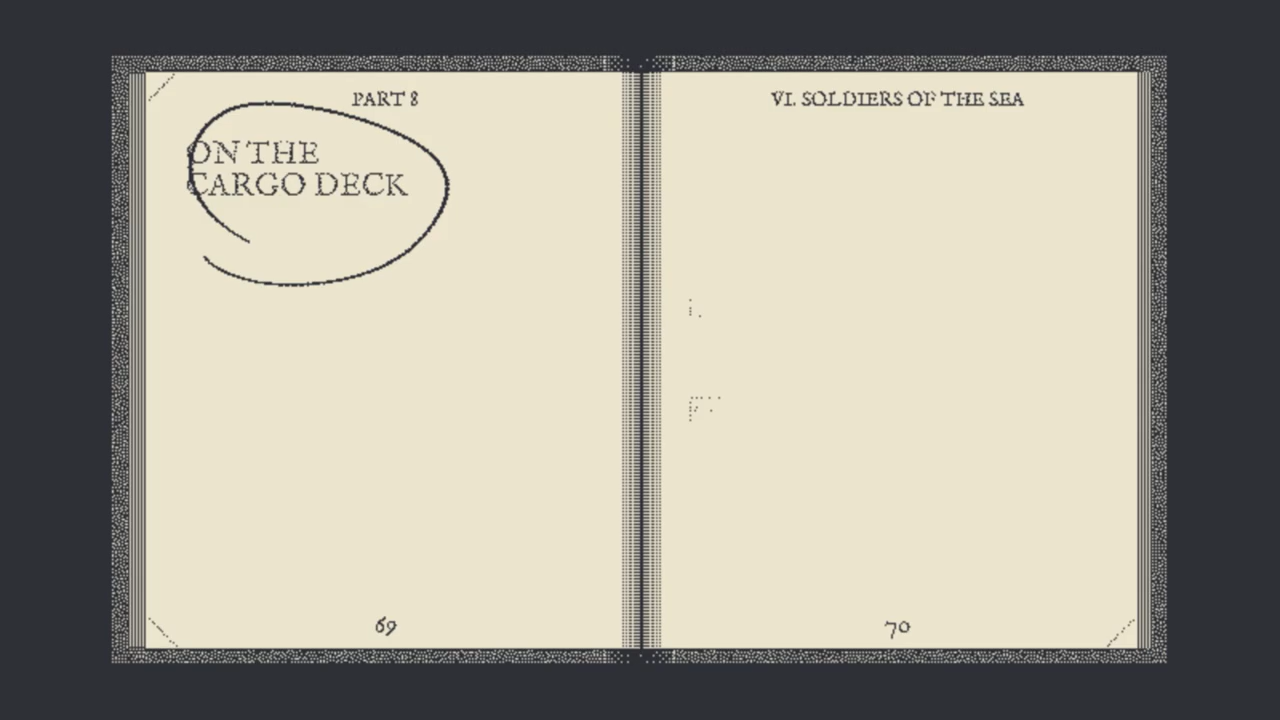 PART 8
ON THE
CARGO DECK
69
VI. SOLDIERS OF THE SEA
70